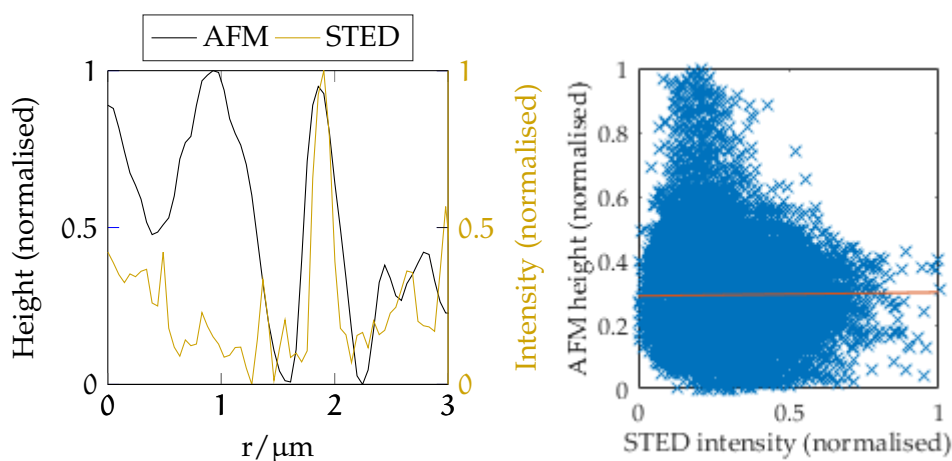 AFM STED
Height (normalised)
1
0.5
0
0 1 2 3
r/μm
1
0.5
0
Intensity (normalised)
AFM height (normalised)
1
0.8
0.6
0.4
0.2
0
0 0.5 1
STED intensity (normalised)